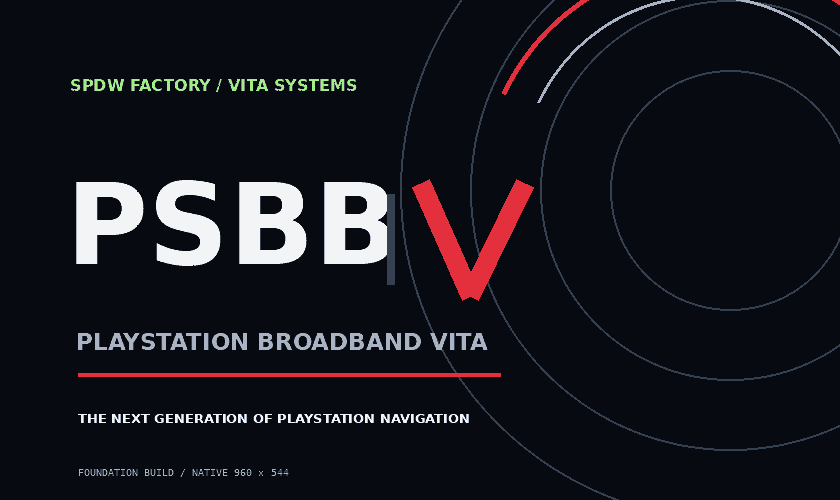 SPDW FACTORY / VITA SYSTEMS
PSBB V
PLAYSTATION BROADBAND VITA
THE NEXT GENERATION OF PLAYSTATION NAVIGATION
FOUNDATION BUILD / NATIVE 960 x 544